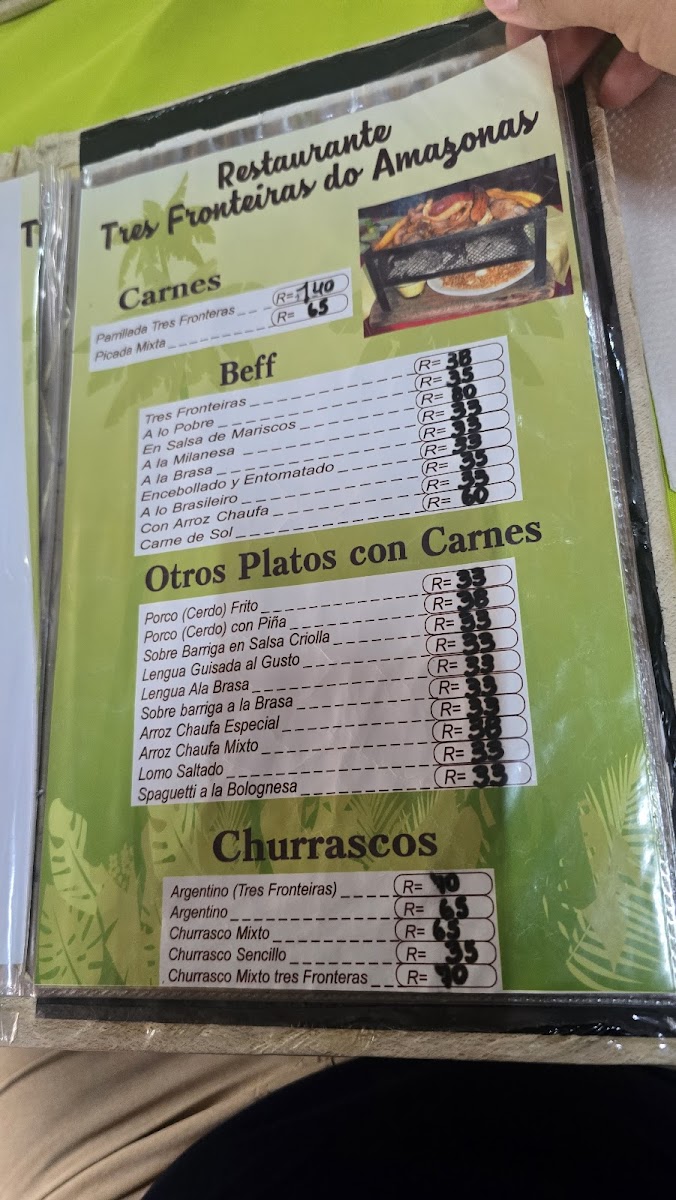 Restaurante
Tres Fronteiras do Amazonas
Carnes
Parrillada Tres Fronteras R= 140
Picada Mixta R= 65
Beff
Tres Fronteiras R= 38
A lo Pobre R= 35
En Salsa de Mariscos R= 80
A la Milanesa R= 33
A la Brasa R= 33
Encebollado y Entomatado R= 38
A lo Brasileiro R= 35
Con Arroz Chaufa R= 35
Carne de Sol R= 60
Otros Platos con Carnes
Porco (Cerdo) Frito R= 33
Porco (Cerdo) con Piña R= 38
Sobre Barriga en Salsa Criolla R= 33
Lengua Guisada al Gusto R= 33
Lengua Ala Brasa R= 33
Sobre barriga a la Brasa R= 33
Arroz Chaufa Especial R= 33
Arroz Chaufa Mixto R= 38
Lomo Saltado R= 35
Spaguetti a la Bolognesa R= 33
Churrascos
Argentino (Tres Fronteiras) R= 90
Argentino R= 65
Churrasco Mixto R= 65
Churrasco Sencillo R= 35
Churrasco Mixto tres Fronteras R= 90